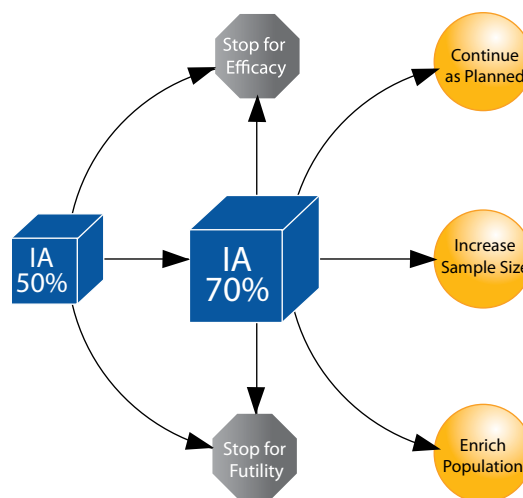 Stop for
Efficacy
Continue
as Planned
IA
50%
IA
70%
Increase
Sample Size
Stop for
Futility
Enrich
Population